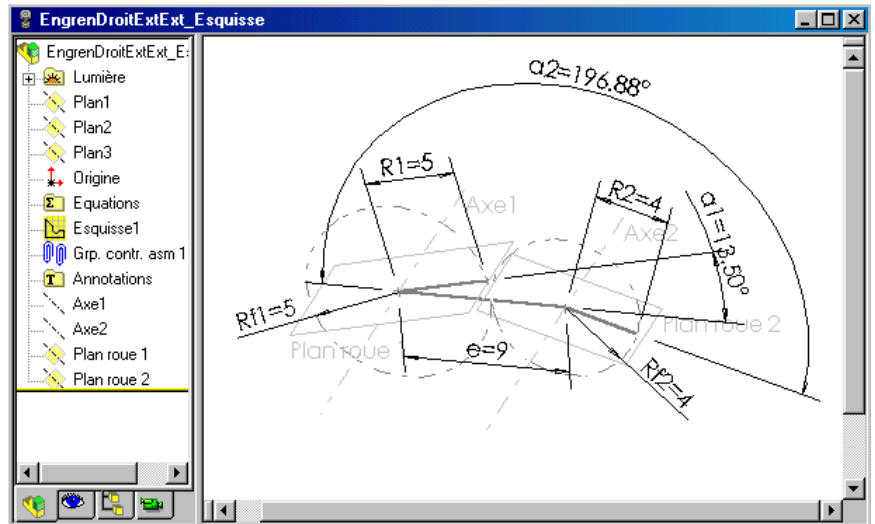 EngrenDroitExtExt_Esquisse
EngrenDroitExtExt_E
Lumière
Plan1
Plan2
Plan3
Origine
Equations
Esquisse1
Grp. contr. asm 1
Annotations
Axe1
Axe2
Plan roue 1
Plan roue 2
α2=196.88°
R1=5
R2=4
α1=13.50°
Axe1
Axe2
Rf1=5
Plan roue
Plan roue 2
e=9
Rf2=4